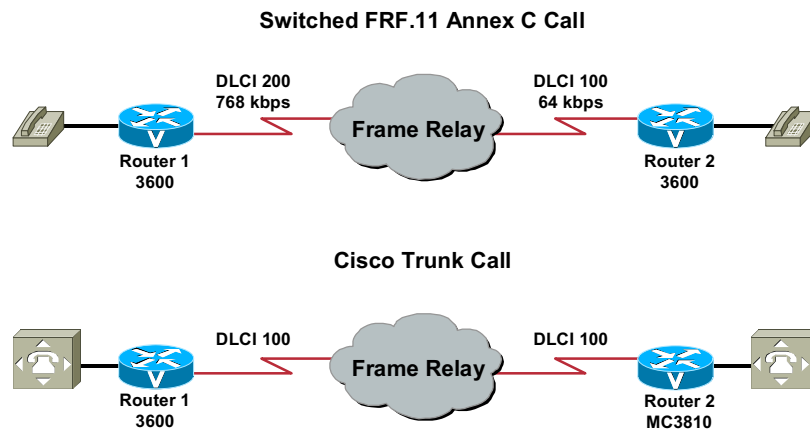 Switched FRF.11 Annex C Call
DLCI 200
768 kbps
DLCI 100
64 kbps
Frame Relay
V
V
Router 1
3600
Router 2
3600
Cisco Trunk Call
DLCI 100
DLCI 100
Frame Relay
V
V
Router 1
3600
Router 2
MC3810